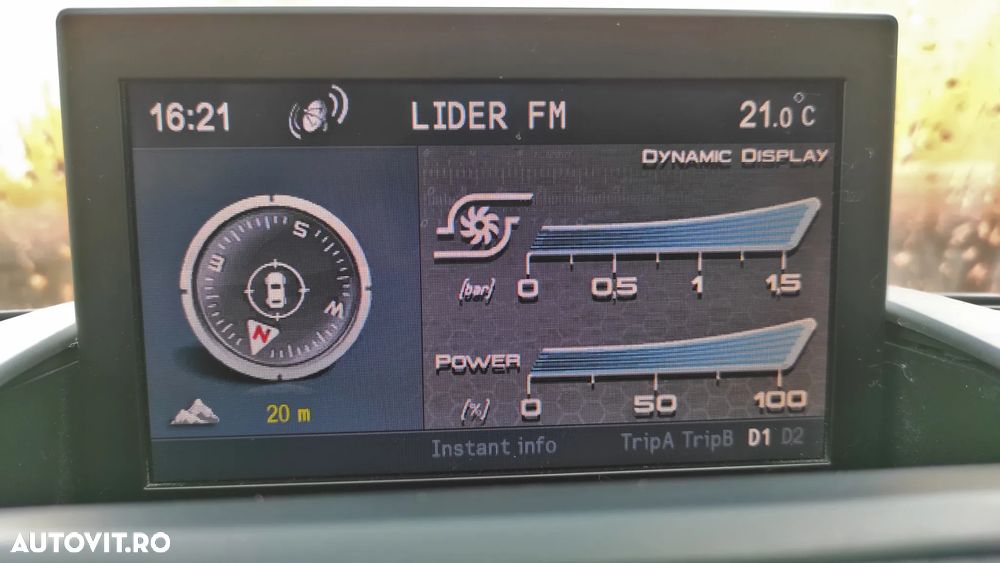 16:21 LIDER FM 21.0°C
DYNAMIC DISPLAY
S
E
W
N
(bar) 0 0.5 1 1.5
POWER
(%) 0 50 100
20 m
Instant info TripA TripB D1 D2
AUTOVIT.RO